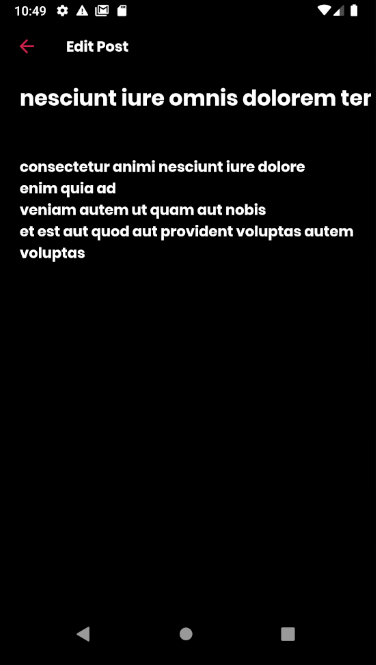 10:49
Edit Post
nesciunt iure omnis dolorem ter
consectetur animi nesciunt iure dolore
enim quia ad
veniam autem ut quam aut nobis
et est aut quod aut provident voluptas autem
voluptas